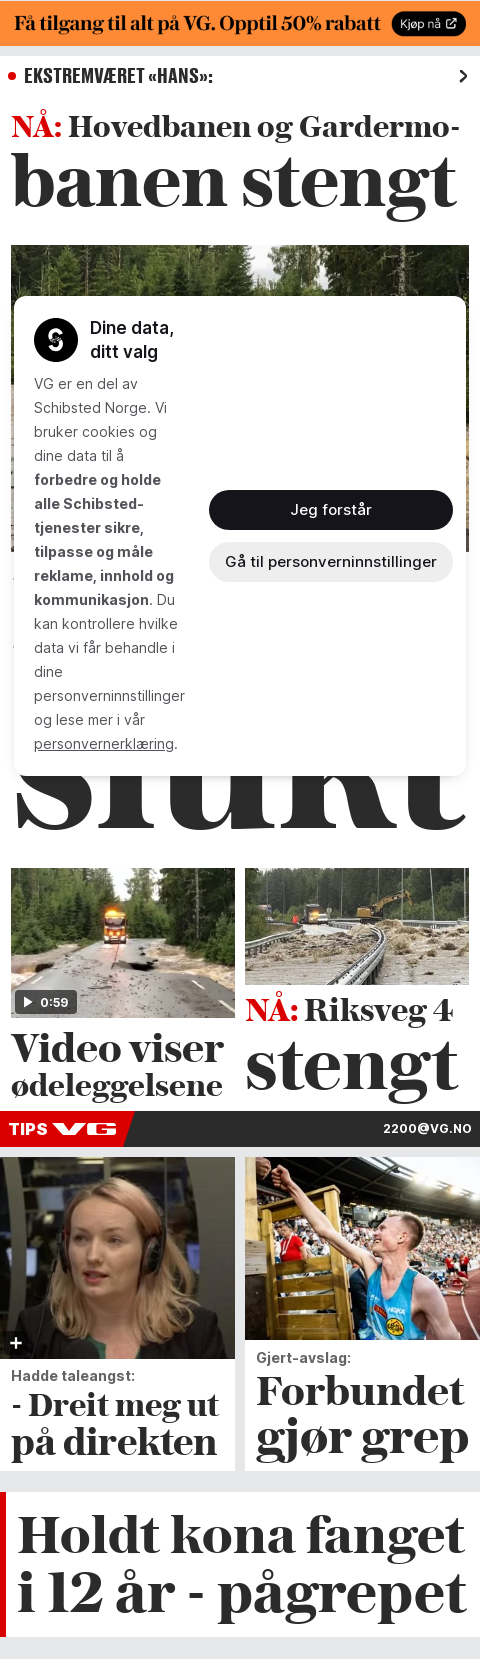 Få tilgang til alt på VG. Opptil 50% rabatt
Kjøp nå
EKSTREMVÆRET «HANS»:
NÅ: Hovedbanen og Gardermo-
banen stengt
Dine data,
ditt valg
VG er en del av
Schibsted Norge. Vi
bruker cookies og
dine data til å
forbedre og holde
alle Schibsted-
tjenester sikre,
tilpasse og måle
reklame, innhold og
kommunikasjon. Du
kan kontrollere hvilke
data vi får behandle i
dine
personverninnstillinger
og lese mer i vår
personvernerklæring.
Jeg forstår
Gå til personverninnstillinger
slukt
0:59
Video viser
ødeleggelsene
NÅ: Riksveg 4
stengt
TIPS VG
2200@VG.NO
Hadde taleangst:
- Dreit meg ut
på direkten
Gjert-avslag:
Forbundet
gjør grep
Holdt kona fanget
i 12 år - pågrepet